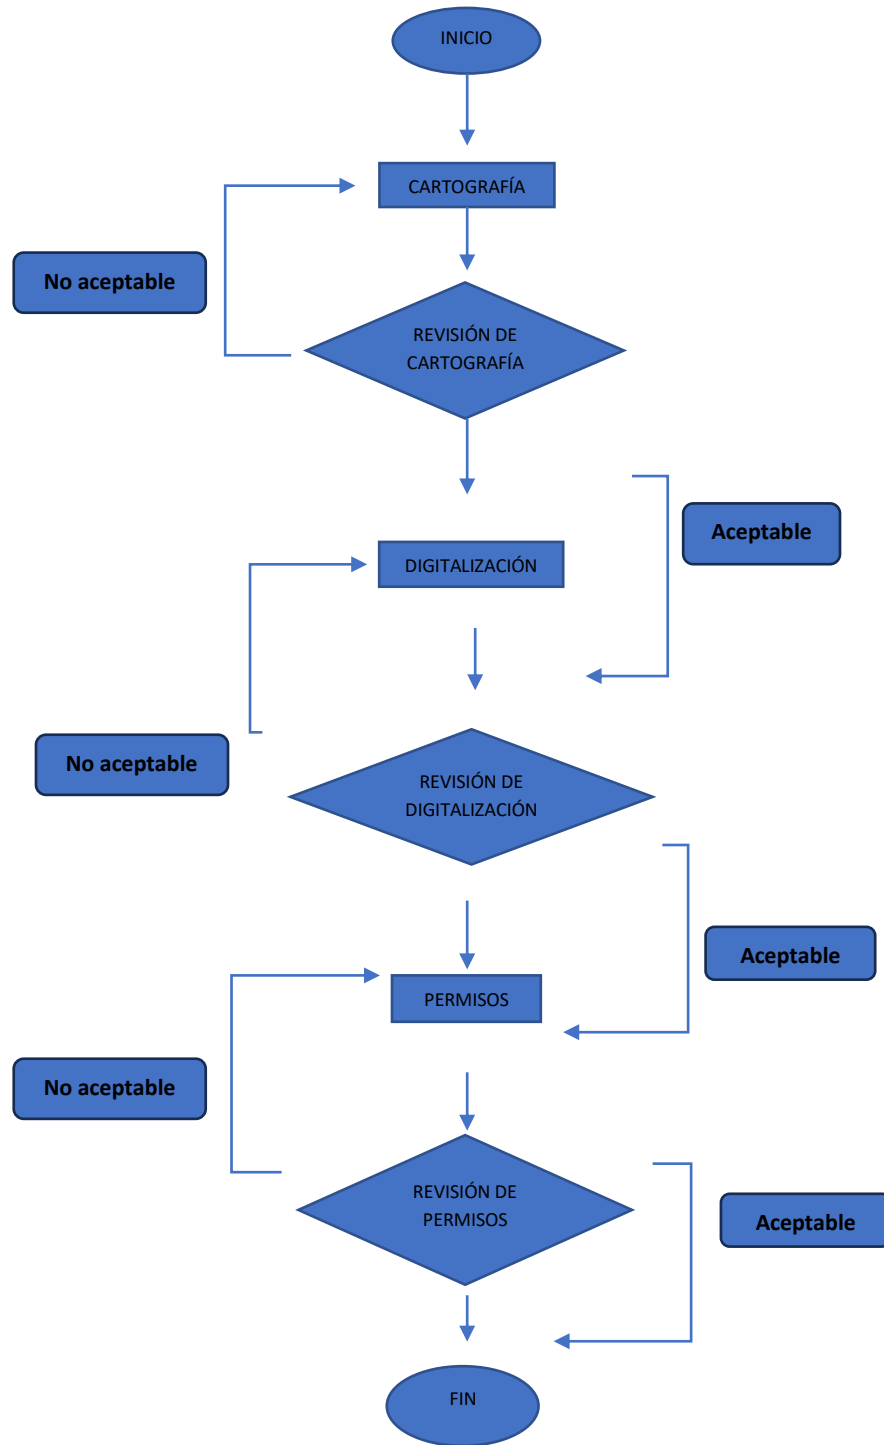 INICIO
CARTOGRAFÍA
No aceptable
REVISIÓN DE
CARTOGRAFÍA
Aceptable
DIGITALIZACIÓN
No aceptable
REVISIÓN DE
DIGITALIZACIÓN
Aceptable
PERMISOS
No aceptable
REVISIÓN DE
PERMISOS
Aceptable
FIN